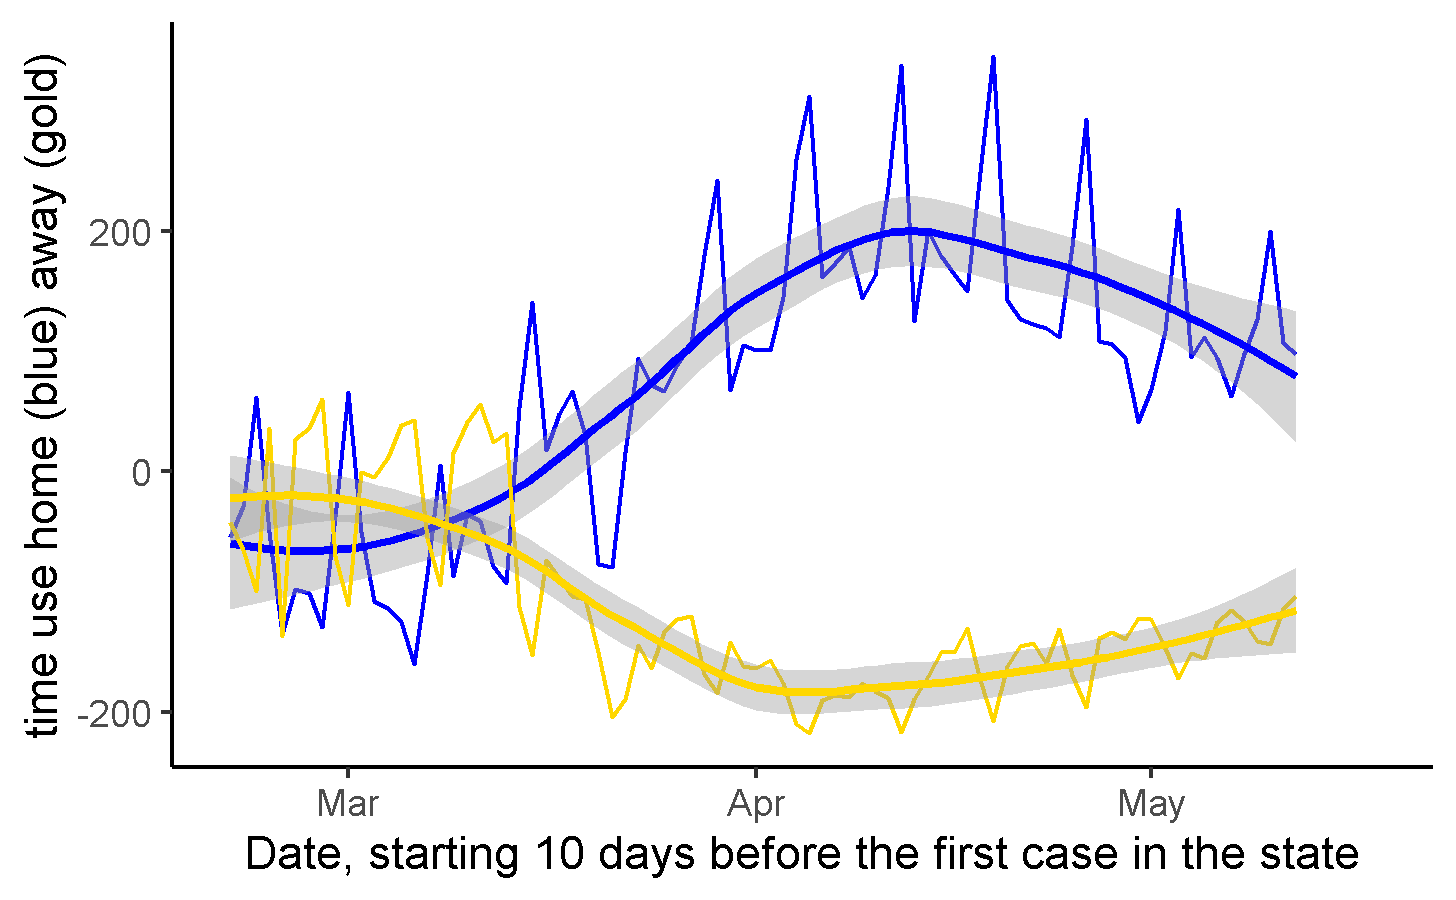 time use home (blue) away (gold)
200
0
-200
Mar
Apr
May
Date, starting 10 days before the first case in the state